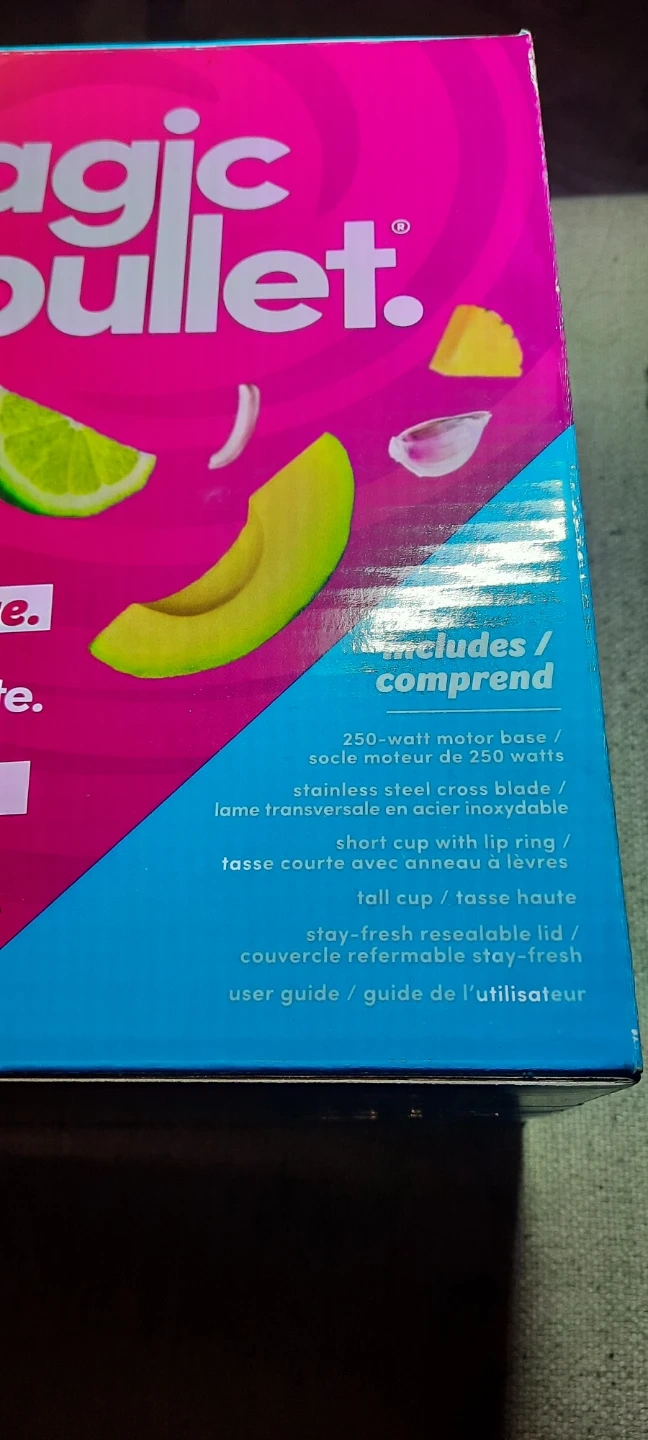 agic
bullet.®
e.
te.
includes /
comprend
250-watt motor base /
socle moteur de 250 watts
stainless steel cross blade /
lame transversale en acier inoxydable
short cup with lip ring /
tasse courte avec anneau à lèvres
tall cup / tasse haute
stay-fresh resealable lid /
couvercle refermable stay-fresh
user guide / guide de l'utilisateur